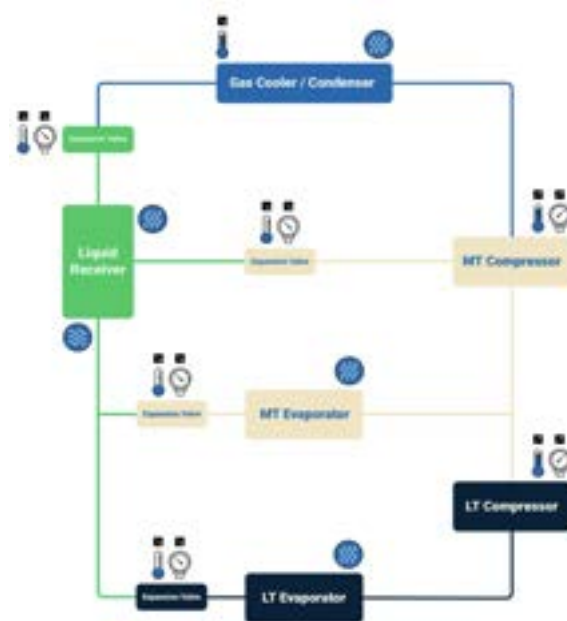 Gas Cooler / Condenser
Expansion Valve
Liquid
Receiver
Expansion Valve
MT Compressor
Expansion Valve
MT Evaporator
LT Compressor
Expansion Valve
LT Evaporator